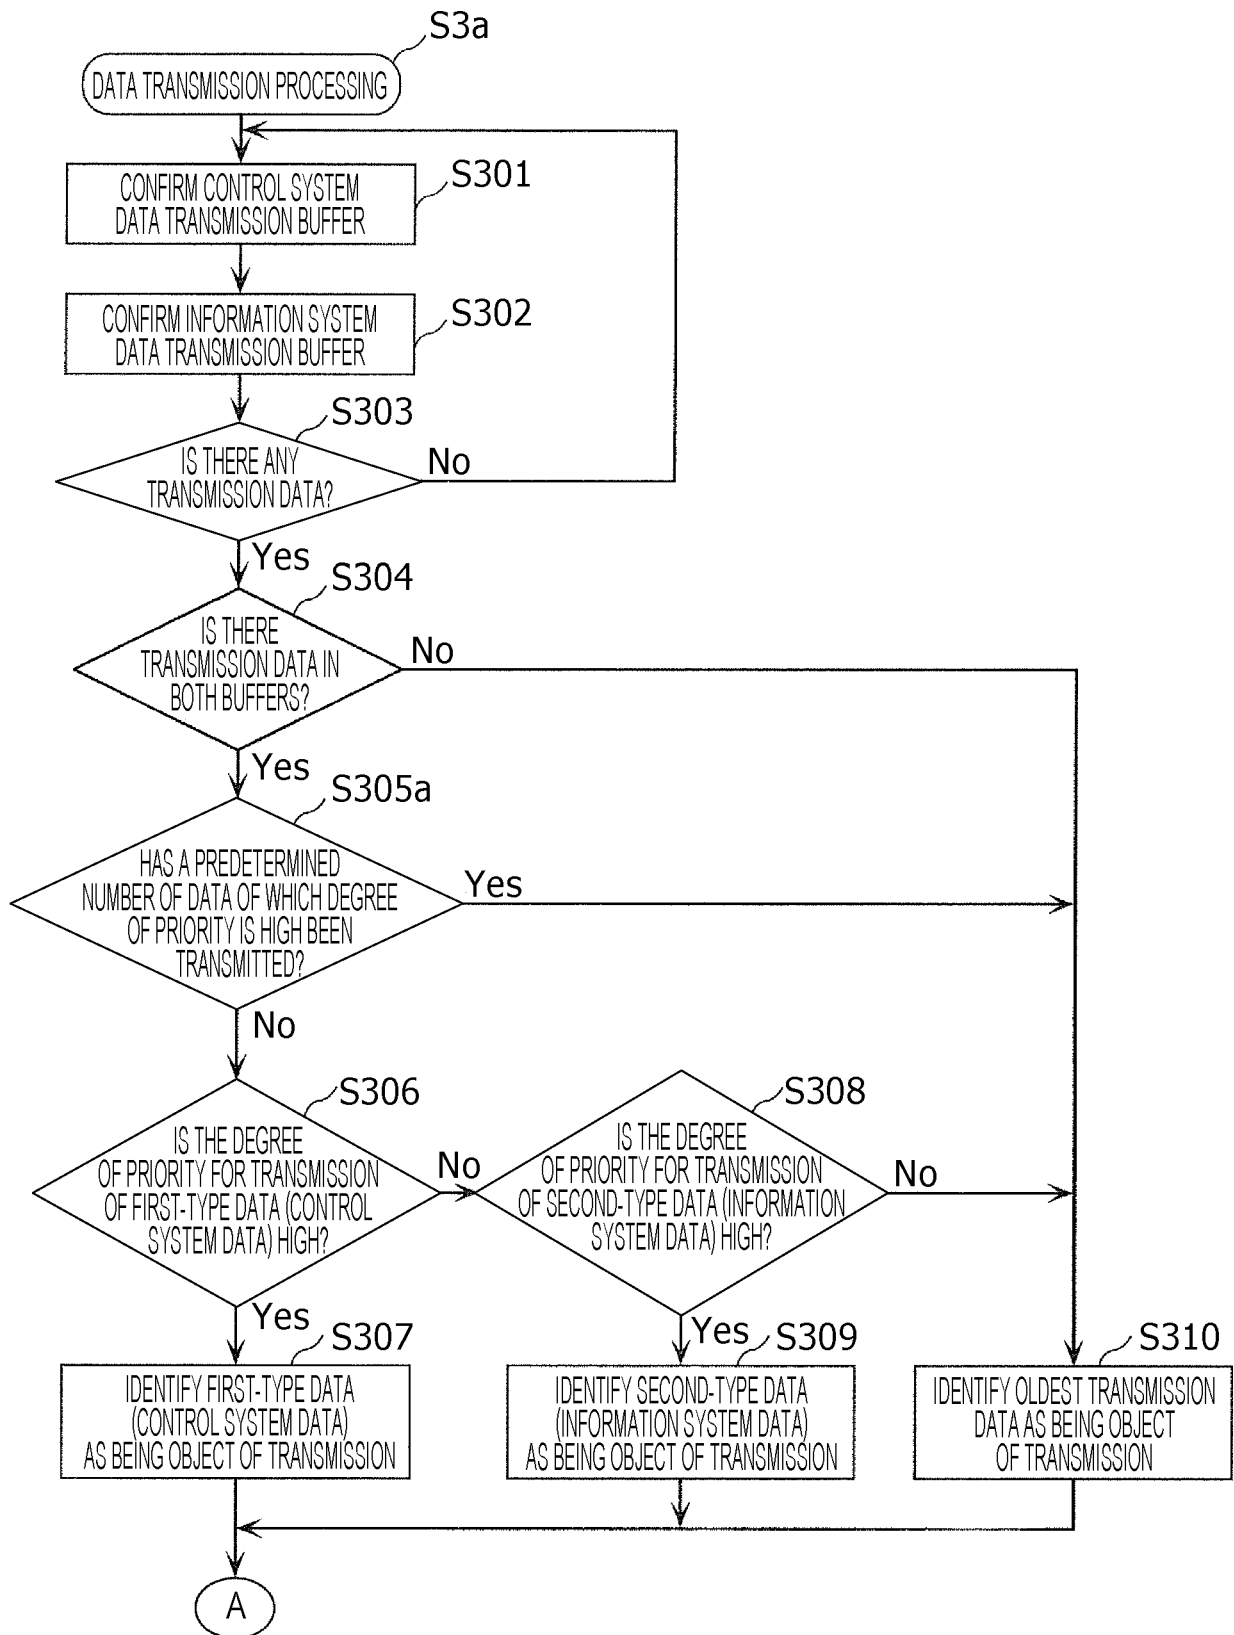 S3a
DATA TRANSMISSION PROCESSING
S301
CONFIRM CONTROL SYSTEM
DATA TRANSMISSION BUFFER
S302
CONFIRM INFORMATION SYSTEM
DATA TRANSMISSION BUFFER
S303
IS THERE ANY
TRANSMISSION DATA?
No
Yes
S304
IS THERE
TRANSMISSION DATA IN
BOTH BUFFERS?
No
Yes
S305a
HAS A PREDETERMINED
NUMBER OF DATA OF WHICH DEGREE
OF PRIORITY IS HIGH BEEN
TRANSMITTED?
Yes
No
S306
IS THE DEGREE
OF PRIORITY FOR TRANSMISSION
OF FIRST-TYPE DATA (CONTROL
SYSTEM DATA) HIGH?
No
Yes
S308
IS THE DEGREE
OF PRIORITY FOR TRANSMISSION
OF SECOND-TYPE DATA (INFORMATION
SYSTEM DATA) HIGH?
No
Yes
S307
IDENTIFY FIRST-TYPE DATA
(CONTROL SYSTEM DATA)
AS BEING OBJECT OF TRANSMISSION
S309
IDENTIFY SECOND-TYPE DATA
(INFORMATION SYSTEM DATA)
AS BEING OBJECT OF TRANSMISSION
S310
IDENTIFY OLDEST TRANSMISSION
DATA AS BEING OBJECT
OF TRANSMISSION
A